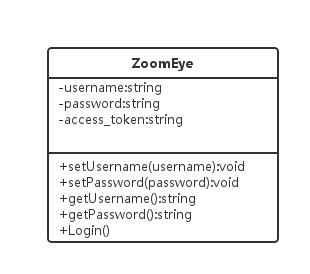 ZoomEye
-username:string
-password:string
-access_token:string
+setUsername(username):void
+setPassword(password):void
+getUsername():string
+getPassword():string
+Login()